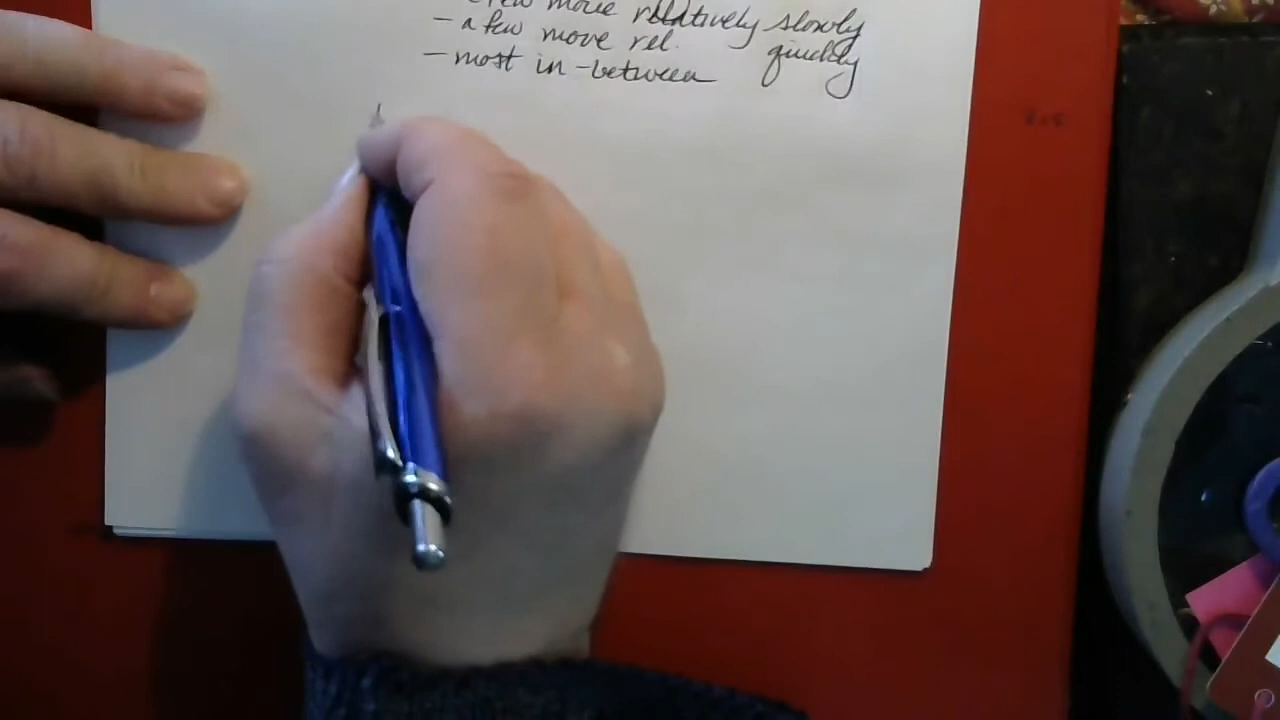 few move relatively slowly
- a few move rel. quickly
- most in-between